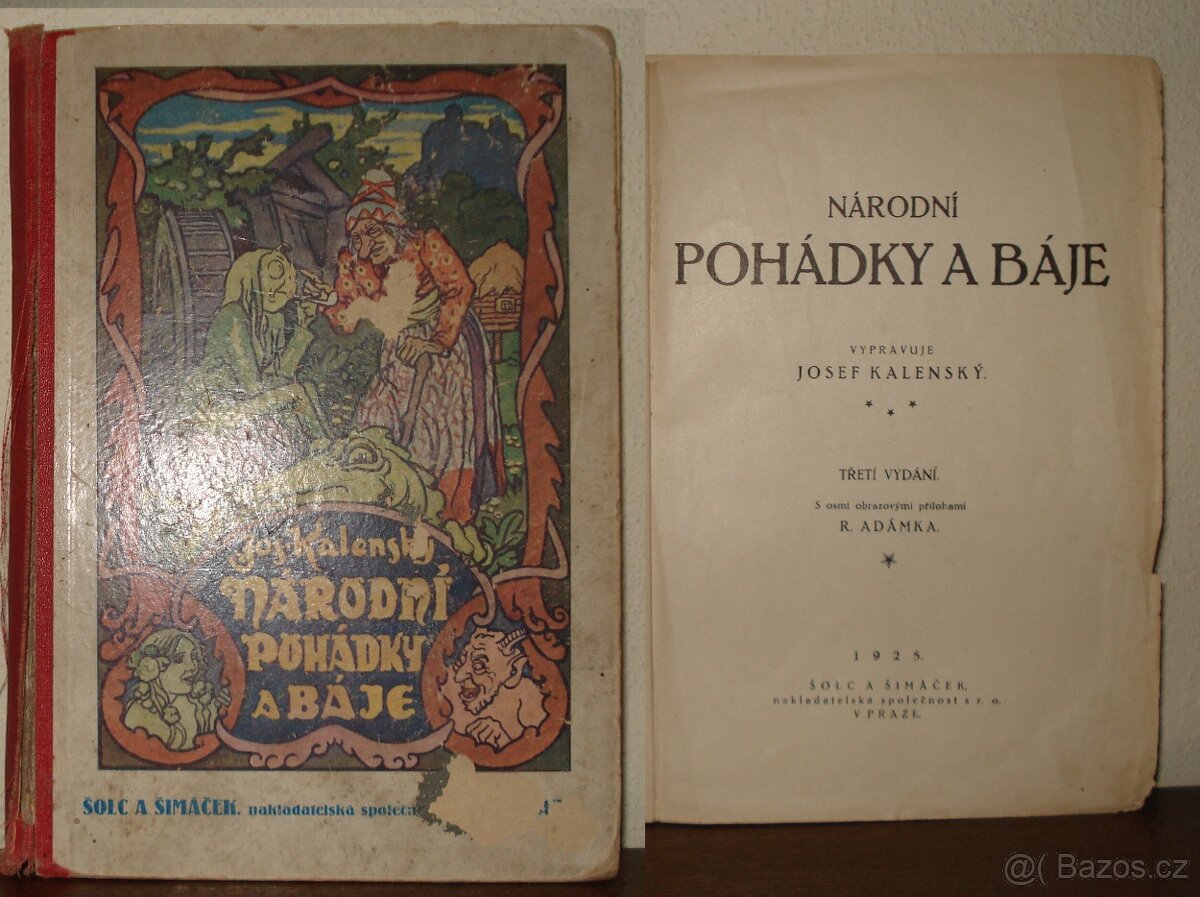 Jos. Kalenský
NÁRODNÍ
POHÁDKY
A BÁJE
ŠOLC A ŠIMÁČEK, nakladatelská
NÁRODNÍ
POHÁDKY A BÁJE
VYPRAVUJE
JOSEF KALENSKÝ.
TŘETÍ VYDÁNÍ.
S osmi obrazovými přílohami
R. ADÁMKA.
1925.
ŠOLC A ŠIMÁČEK,
nakladatelská společnost s r. o.
V PRAZE.
@( Bazos.cz